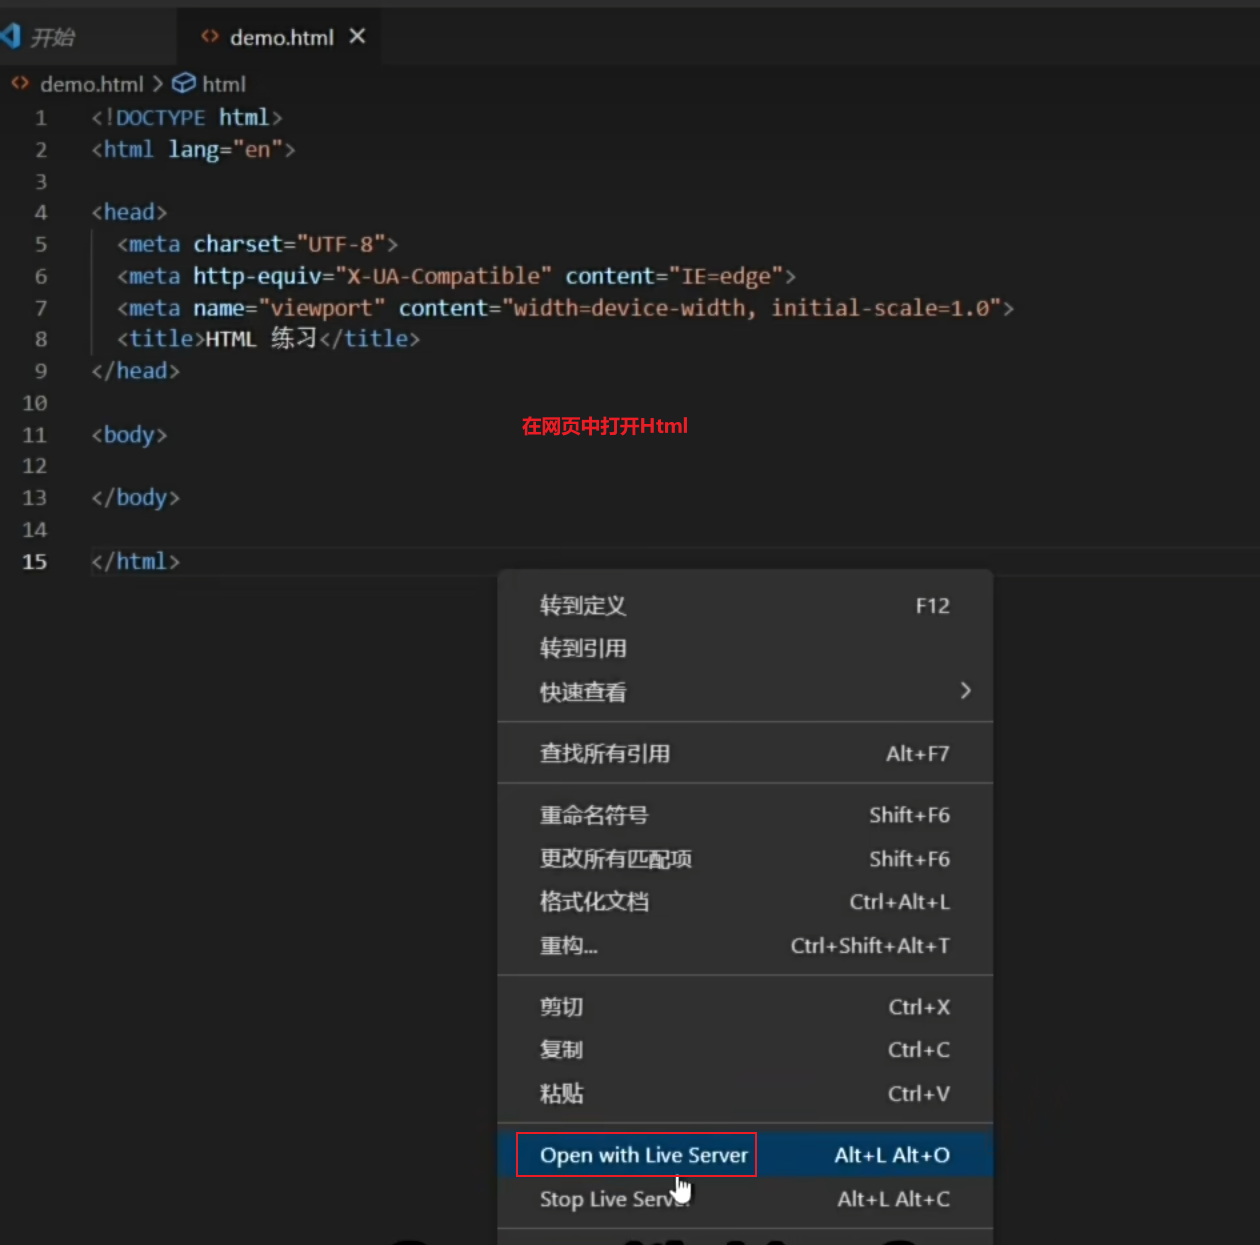 开始
demo.html
demo.html > html
1 <!DOCTYPE html>
2 <html lang="en">
3
4 <head>
5 <meta charset="UTF-8">
6 <meta http-equiv="X-UA-Compatible" content="IE=edge">
7 <meta name="viewport" content="width=device-width, initial-scale=1.0">
8 <title>HTML 练习</title>
9 </head>
10
在网页中打开Html
11 <body>
12
13 </body>
14
15 </html>
转到定义 F12
转到引用
快速查看
查找所有引用 Alt+F7
重命名符号 Shift+F6
更改所有匹配项 Shift+F6
格式化文档 Ctrl+Alt+L
重构... Ctrl+Shift+Alt+T
剪切 Ctrl+X
复制 Ctrl+C
粘贴 Ctrl+V
Open with Live Server Alt+L Alt+O
Stop Live Server Alt+L Alt+C